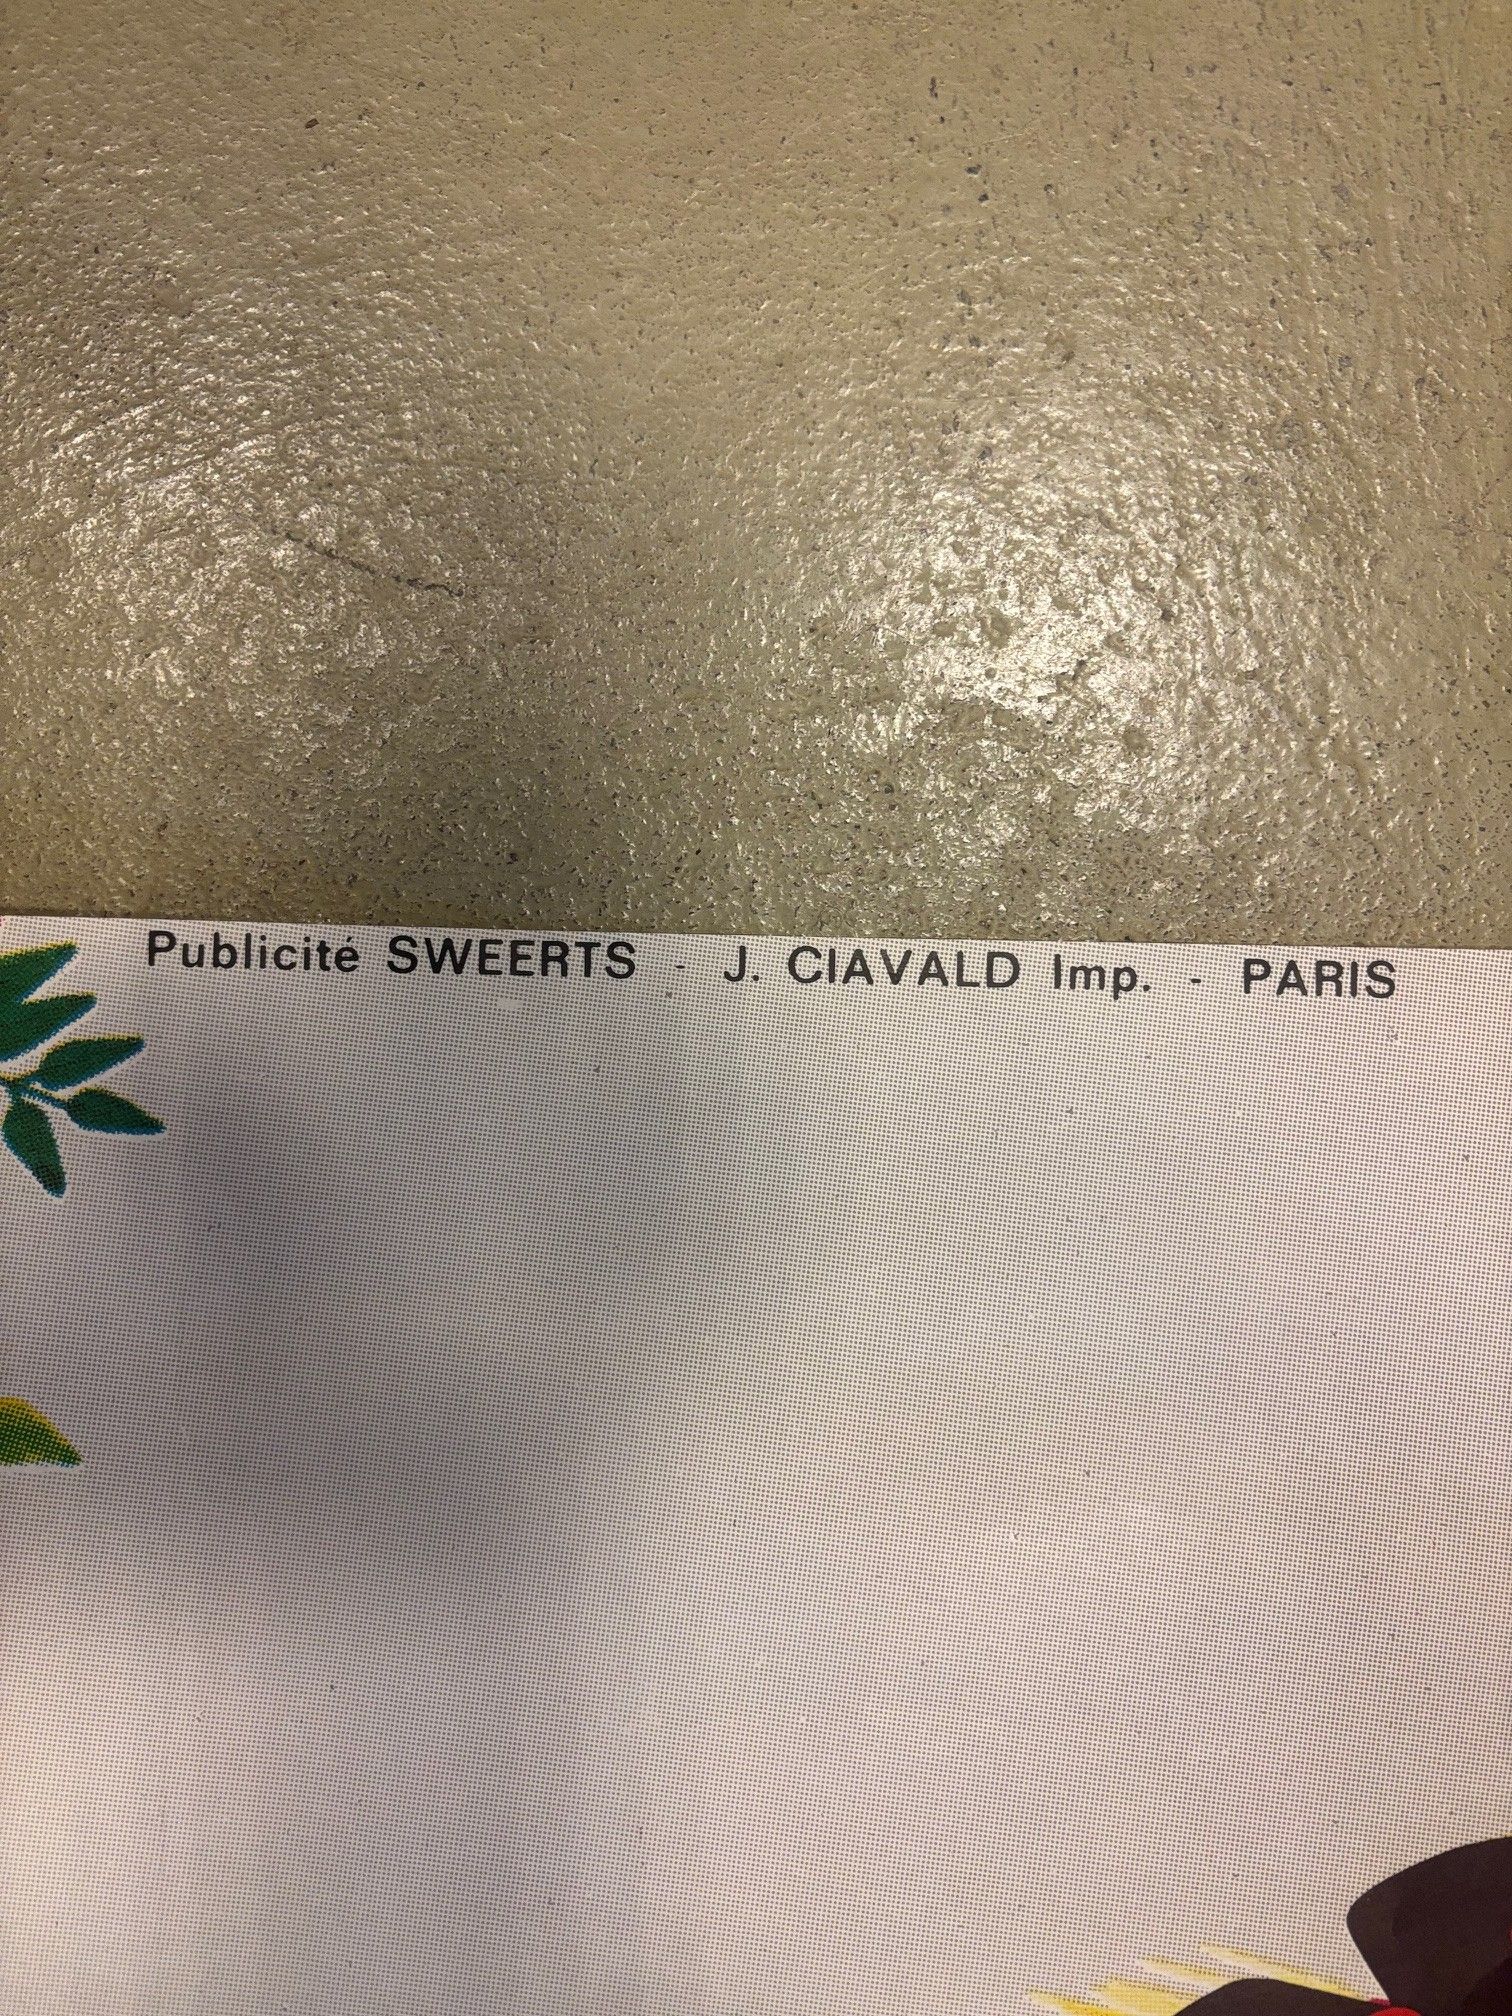 Publicité SWEERTS - J. CIAVALD Imp. - PARIS